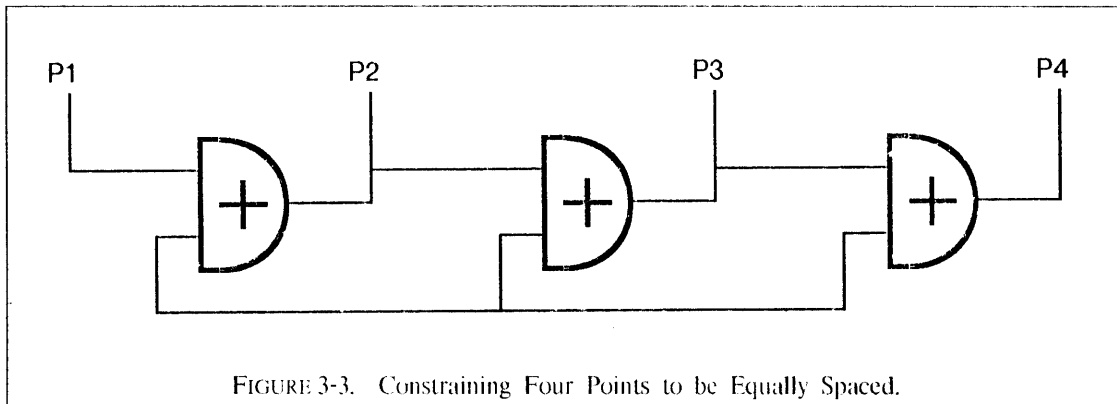 P1 P2 P3 P4
+ + +
FIGURE 3-3. Constraining Four Points to be Equally Spaced.